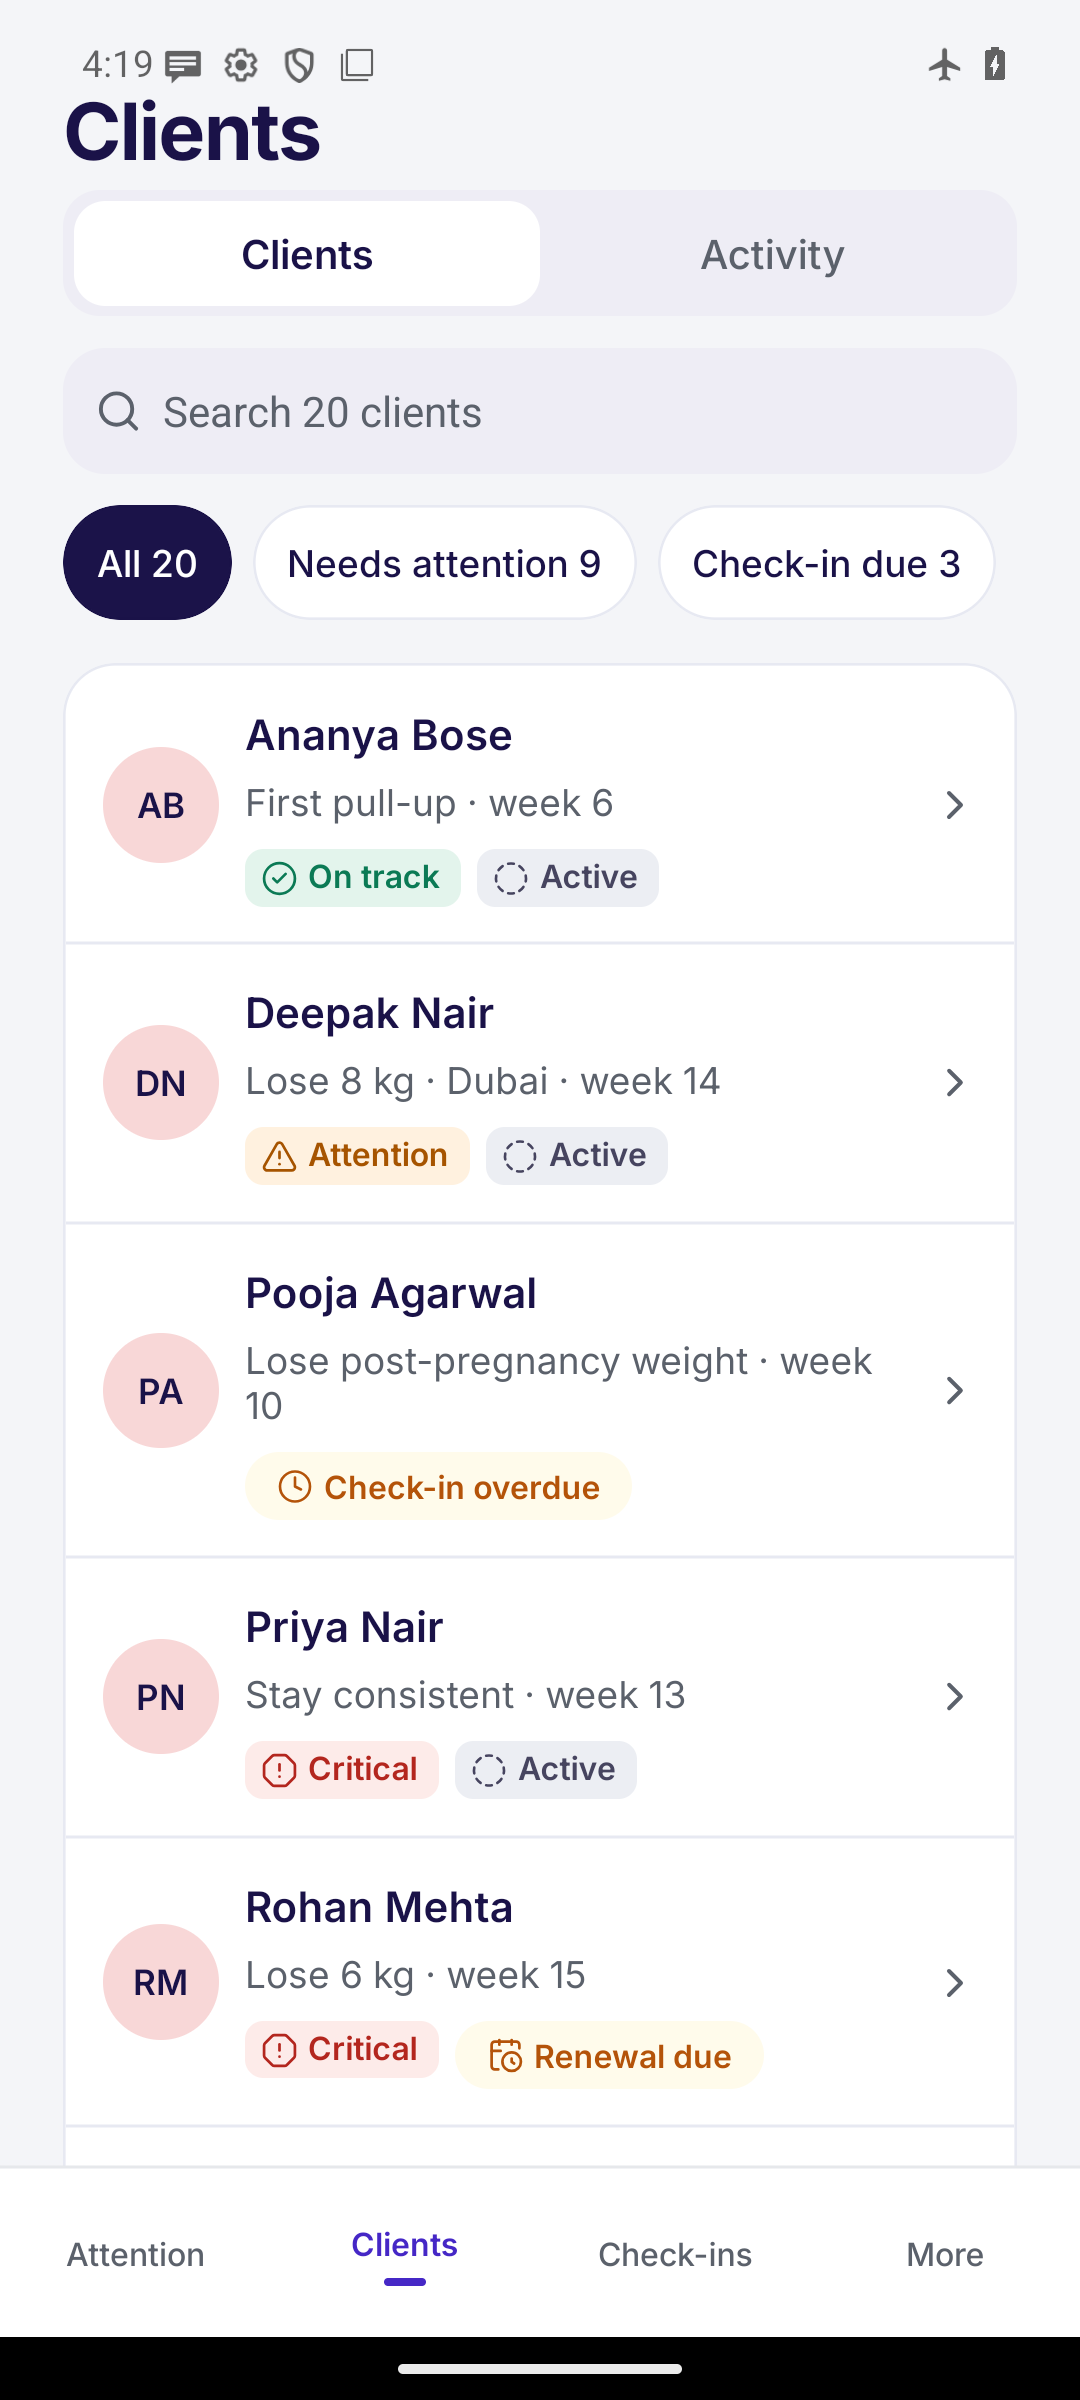 4:19
Clients
Clients
Activity
Search 20 clients
All 20
Needs attention 9
Check-in due 3
AB
Ananya Bose
First pull-up · week 6
On track
Active
DN
Deepak Nair
Lose 8 kg · Dubai · week 14
Attention
Active
PA
Pooja Agarwal
Lose post-pregnancy weight · week
10
Check-in overdue
PN
Priya Nair
Stay consistent · week 13
Critical
Active
RM
Rohan Mehta
Lose 6 kg · week 15
Critical
Renewal due
Attention
Clients
Check-ins
More